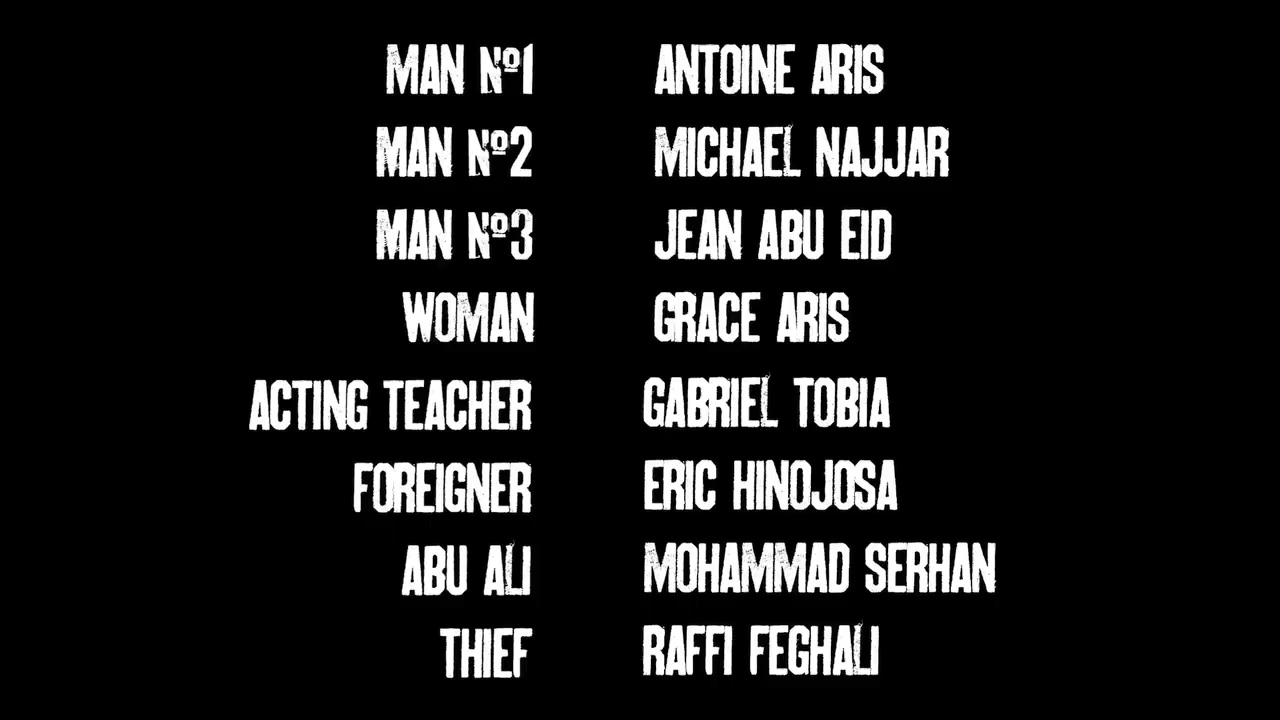 MAN Nº1 ANTOINE ARIS
MAN Nº2 MICHAEL NAJJAR
MAN Nº3 JEAN ABU EID
WOMAN GRACE ARIS
ACTING TEACHER GABRIEL TOBIA
FOREIGNER ERIC HINOJOSA
ABU ALI MOHAMMAD SERHAN
THIEF RAFFI FEGHALI